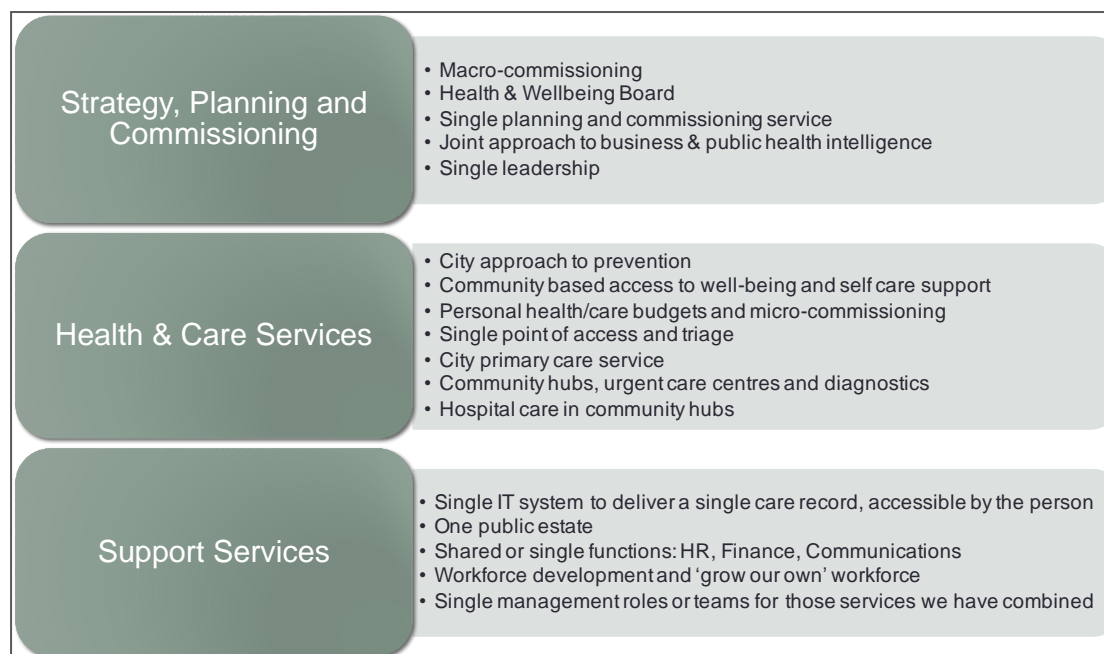 Strategy, Planning and
Commissioning
• Macro-commissioning
• Health & Wellbeing Board
• Single planning and commissioning service
• Joint approach to business & public health intelligence
• Single leadership
Health & Care Services
• City approach to prevention
• Community based access to well-being and self care support
• Personal health/care budgets and micro-commissioning
• Single point of access and triage
• City primary care service
• Community hubs, urgent care centres and diagnostics
• Hospital care in community hubs
Support Services
• Single IT system to deliver a single care record, accessible by the person
• One public estate
• Shared or single functions: HR, Finance, Communications
• Workforce development and ‘grow our own’ workforce
• Single management roles or teams for those services we have combined